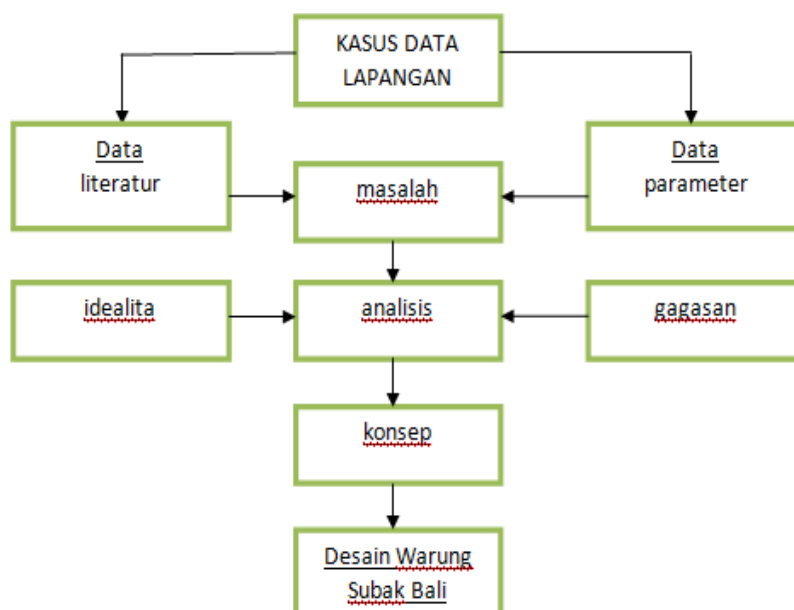 KASUS DATA
LAPANGAN
Data
literatur
Data
parameter
masalah
idealita
analisis
gagasan
konsep
Desain Warung
Subak Bali